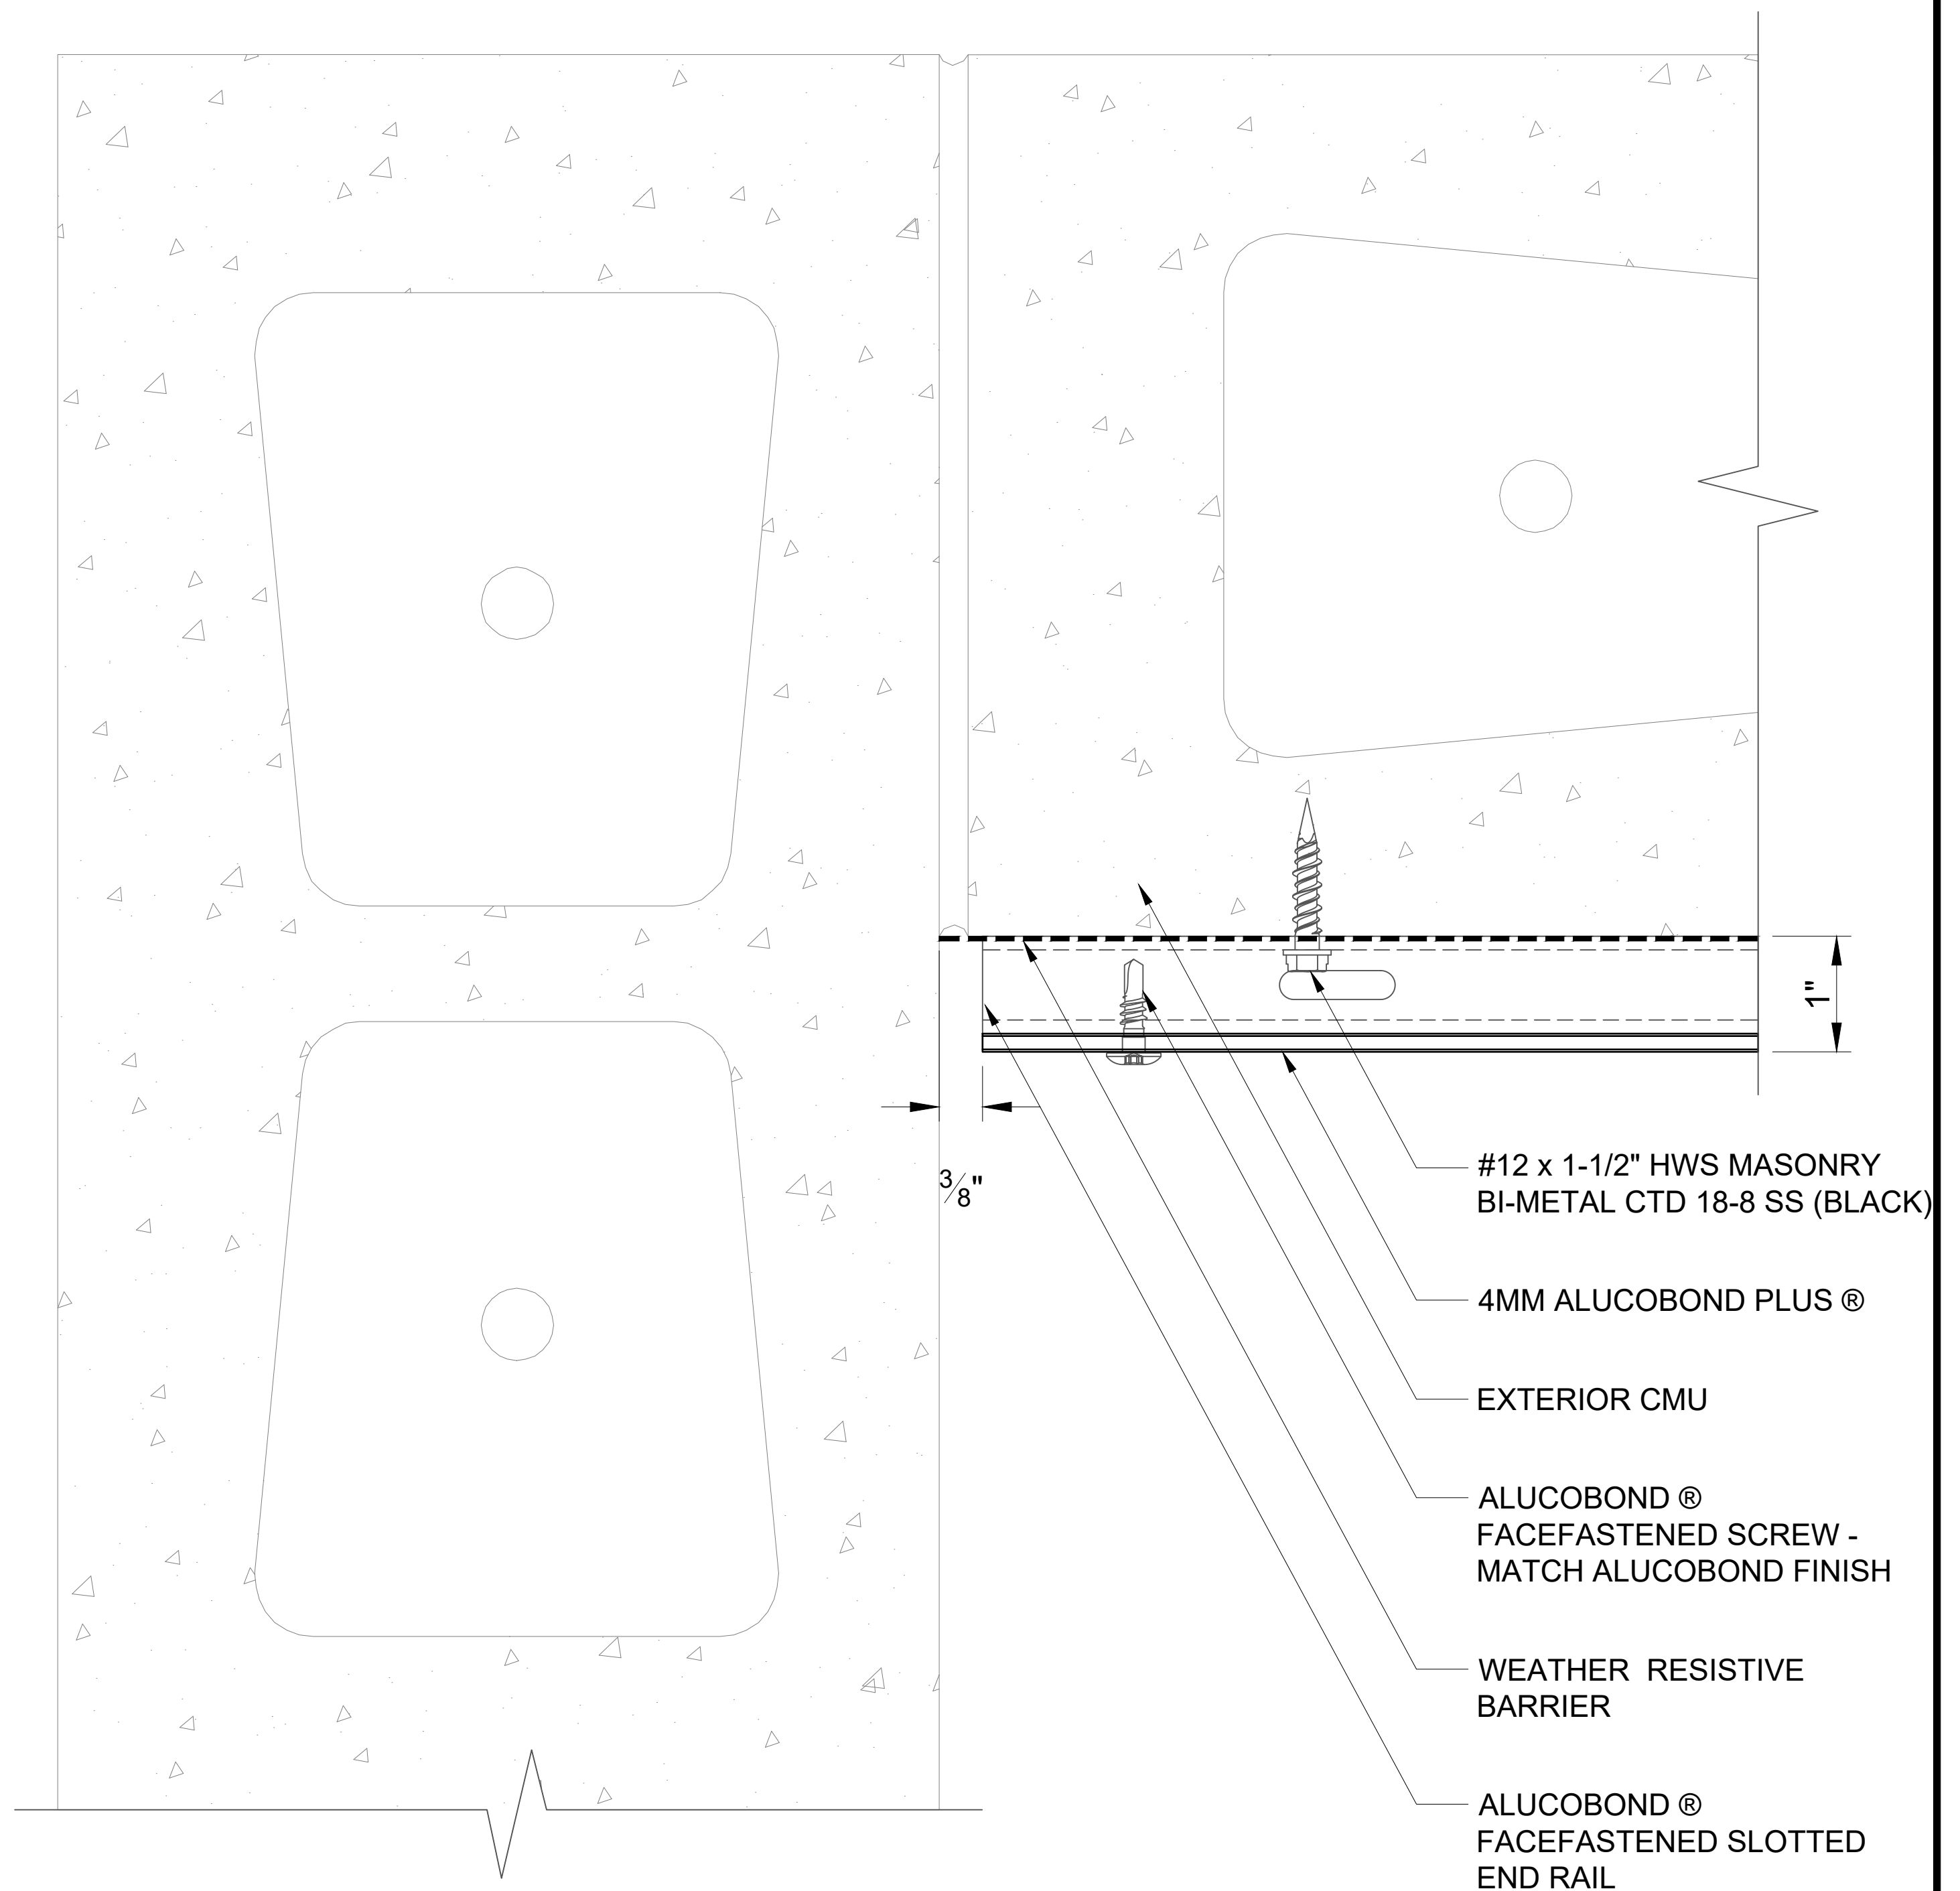 1"
3/8"
#12 x 1-1/2" HWS MASONRY
BI-METAL CTD 18-8 SS (BLACK)
4MM ALUCOBOND PLUS ®
EXTERIOR CMU
ALUCOBOND ®
FACEFASTENED SCREW -
MATCH ALUCOBOND FINISH
WEATHER  RESISTIVE
BARRIER
ALUCOBOND ®
FACEFASTENED SLOTTED
END RAIL